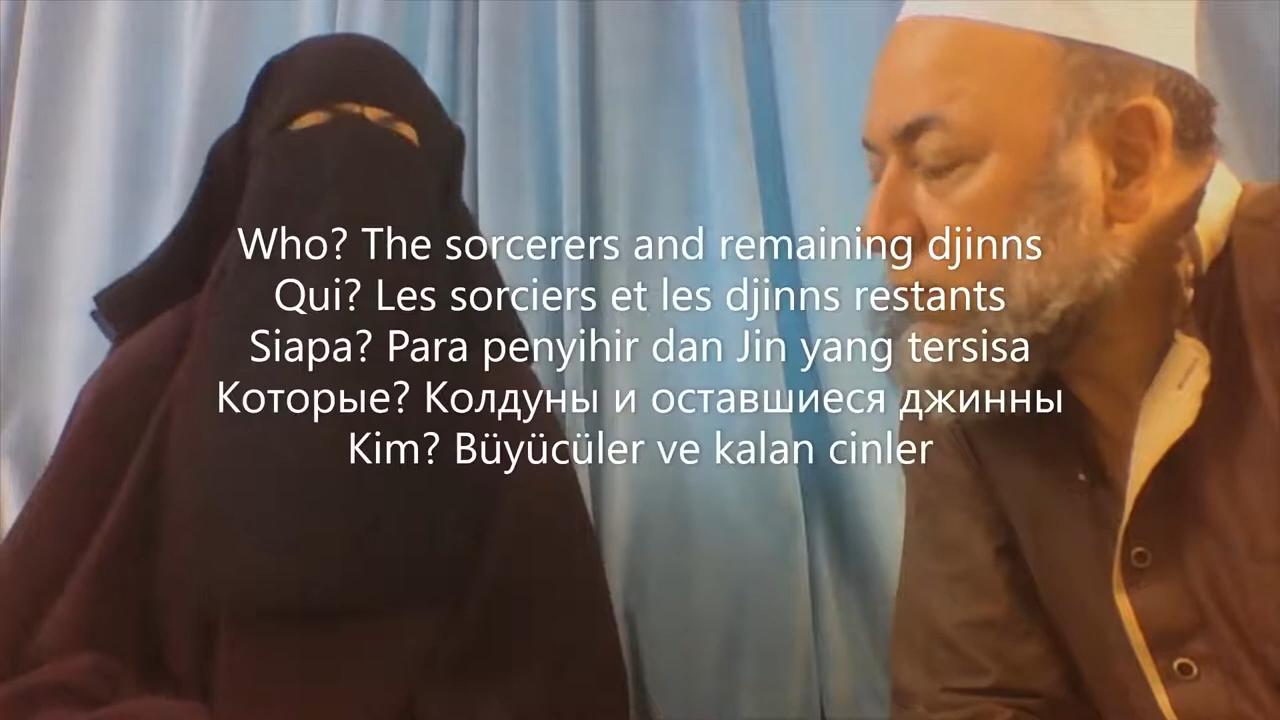 Who? The sorcerers and remaining djinns
Qui? Les sorciers et les djinns restants
Siapa? Para penyihir dan Jin yang tersisa
Которые? Колдуны и оставшиеся джинны
Kim? Büyücüler ve kalan cinler